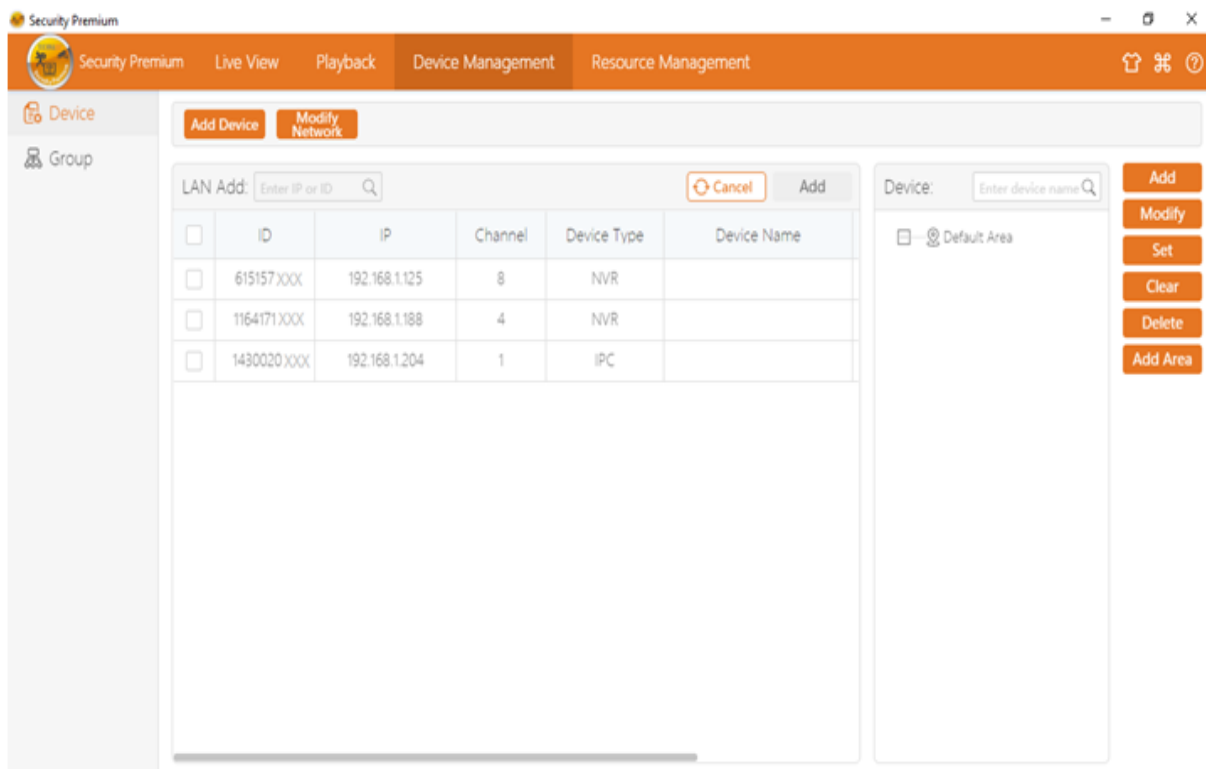 Security Premium
Security Premium Live View Playback Device Management Resource Management
Device
Group
Add Device
Modify
Network
LAN Add: Enter IP or ID Cancel Add
ID IP Channel Device Type Device Name
615157XXX 192.168.1.125 8 NVR
1164171XXX 192.168.1.188 4 NVR
1430020XXX 192.168.1.204 1 IPC
Device: Enter device name
Default Area
Add
Modify
Set
Clear
Delete
Add Area